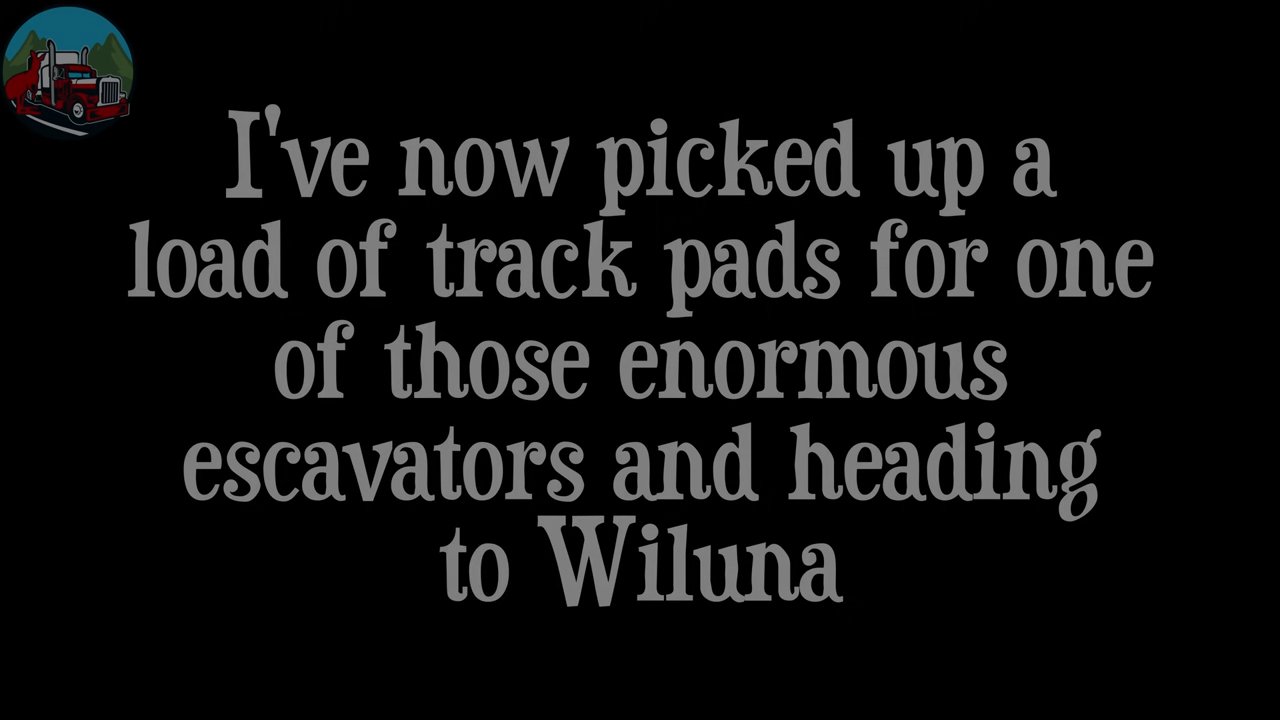 I've now picked up a
load of track pads for one
of those enormous
escavators and heading
to Wiluna